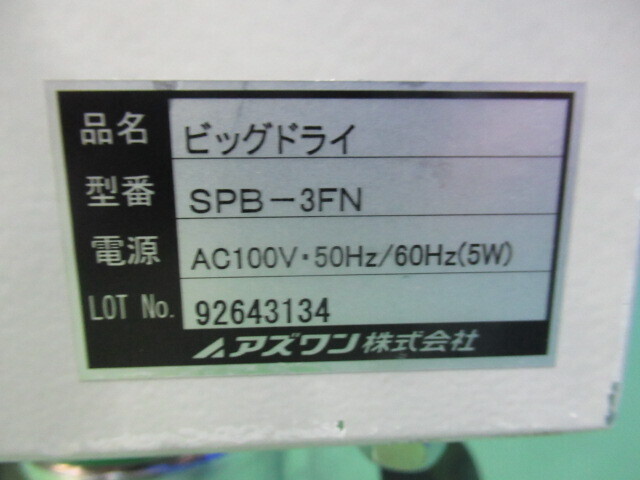 品名 ビッグドライ
型番 SPB-3FN
電源 AC100V・50Hz/60Hz(5W)
LOT No. 92643134
アズワン株式会社